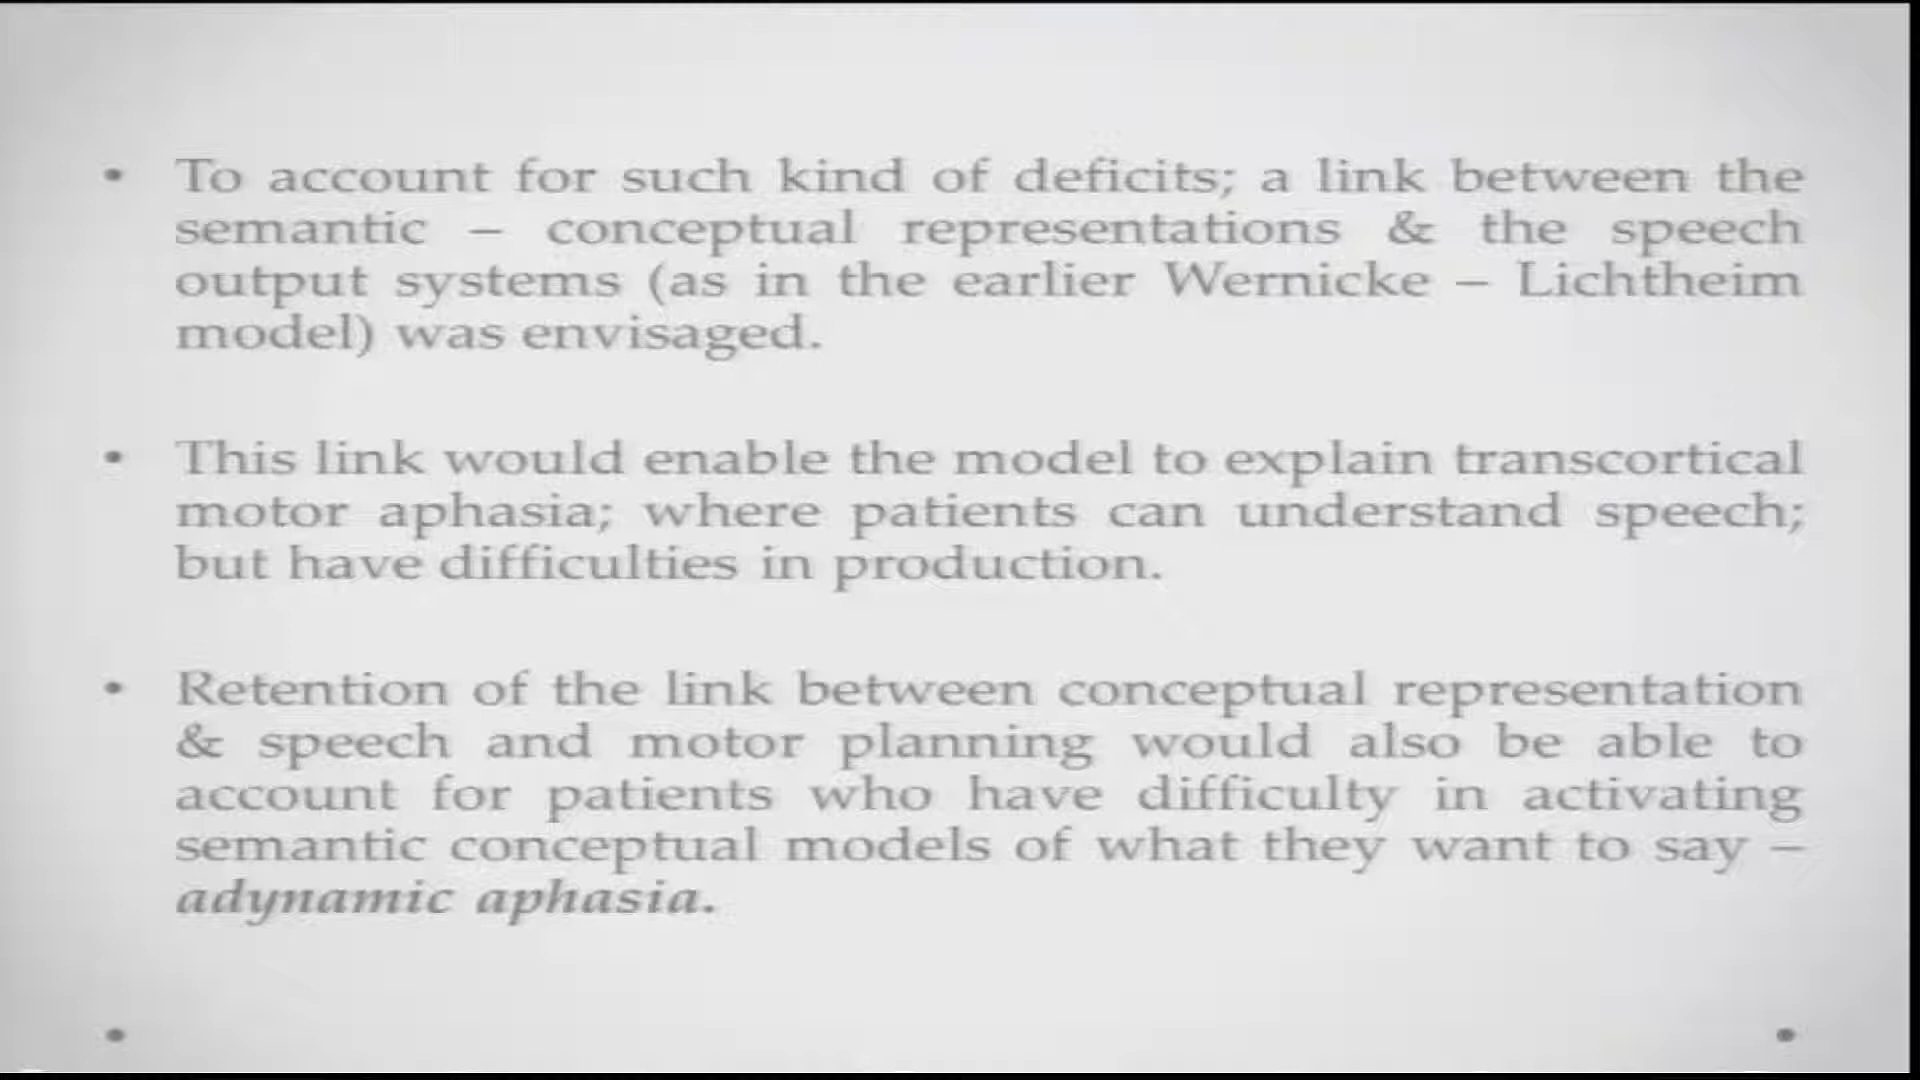 • To account for such kind of deficits; a link between the
semantic – conceptual representations & the speech
output systems (as in the earlier Wernicke – Lichtheim
model) was envisaged.
• This link would enable the model to explain transcortical
motor aphasia; where patients can understand speech;
but have difficulties in production.
• Retention of the link between conceptual representation
& speech and motor planning would also be able to
account for patients who have difficulty in activating
semantic conceptual models of what they want to say –
adynamic aphasia.